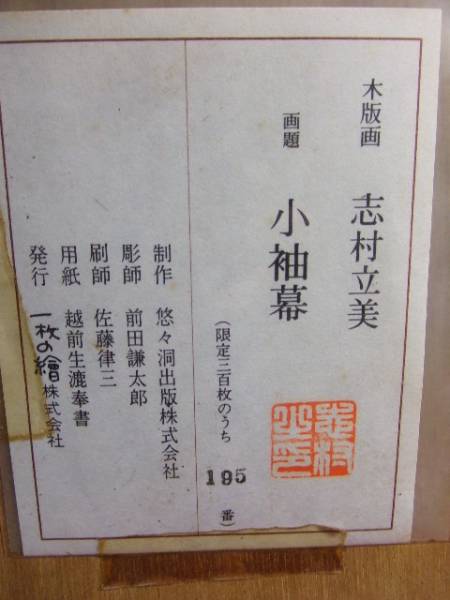 木版画 志村立美
画題 小袖幕
(限定三百枚のうち 195 番)
制作 悠々洞出版株式会社
彫師 前田謙太郎
刷師 佐藤律三
用紙 越前生漉奉書
発行 一枚の繪株式会社